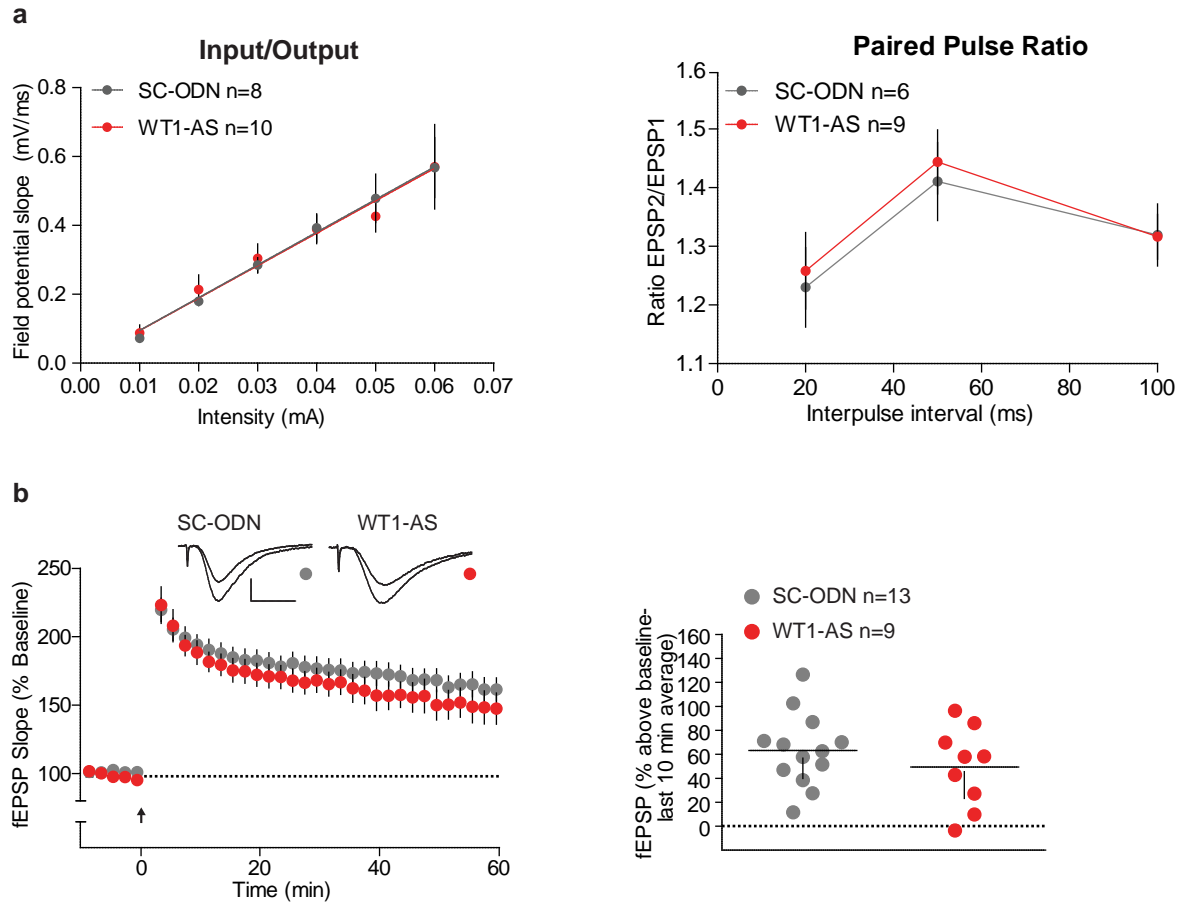 a
Input/Output
SC-ODN n=8
WT1-AS n=10
Field potential slope (mV/ms)
0.8
0.6
0.4
0.2
0.0
0.00 0.01 0.02 0.03 0.04 0.05 0.06 0.07
Intensity (mA)
Paired Pulse Ratio
SC-ODN n=6
WT1-AS n=9
Ratio EPSP2/EPSP1
1.6
1.5
1.4
1.3
1.2
1.1
0 20 40 60 80 100
Interpulse interval (ms)
b
SC-ODN WT1-AS
fEPSP Slope (% Baseline)
250
200
150
100
0 20 40 60
Time (min)
SC-ODN n=13
WT1-AS n=9
fEPSP (% above baseline-
last 10 min average)
160
140
120
100
80
60
40
20
0